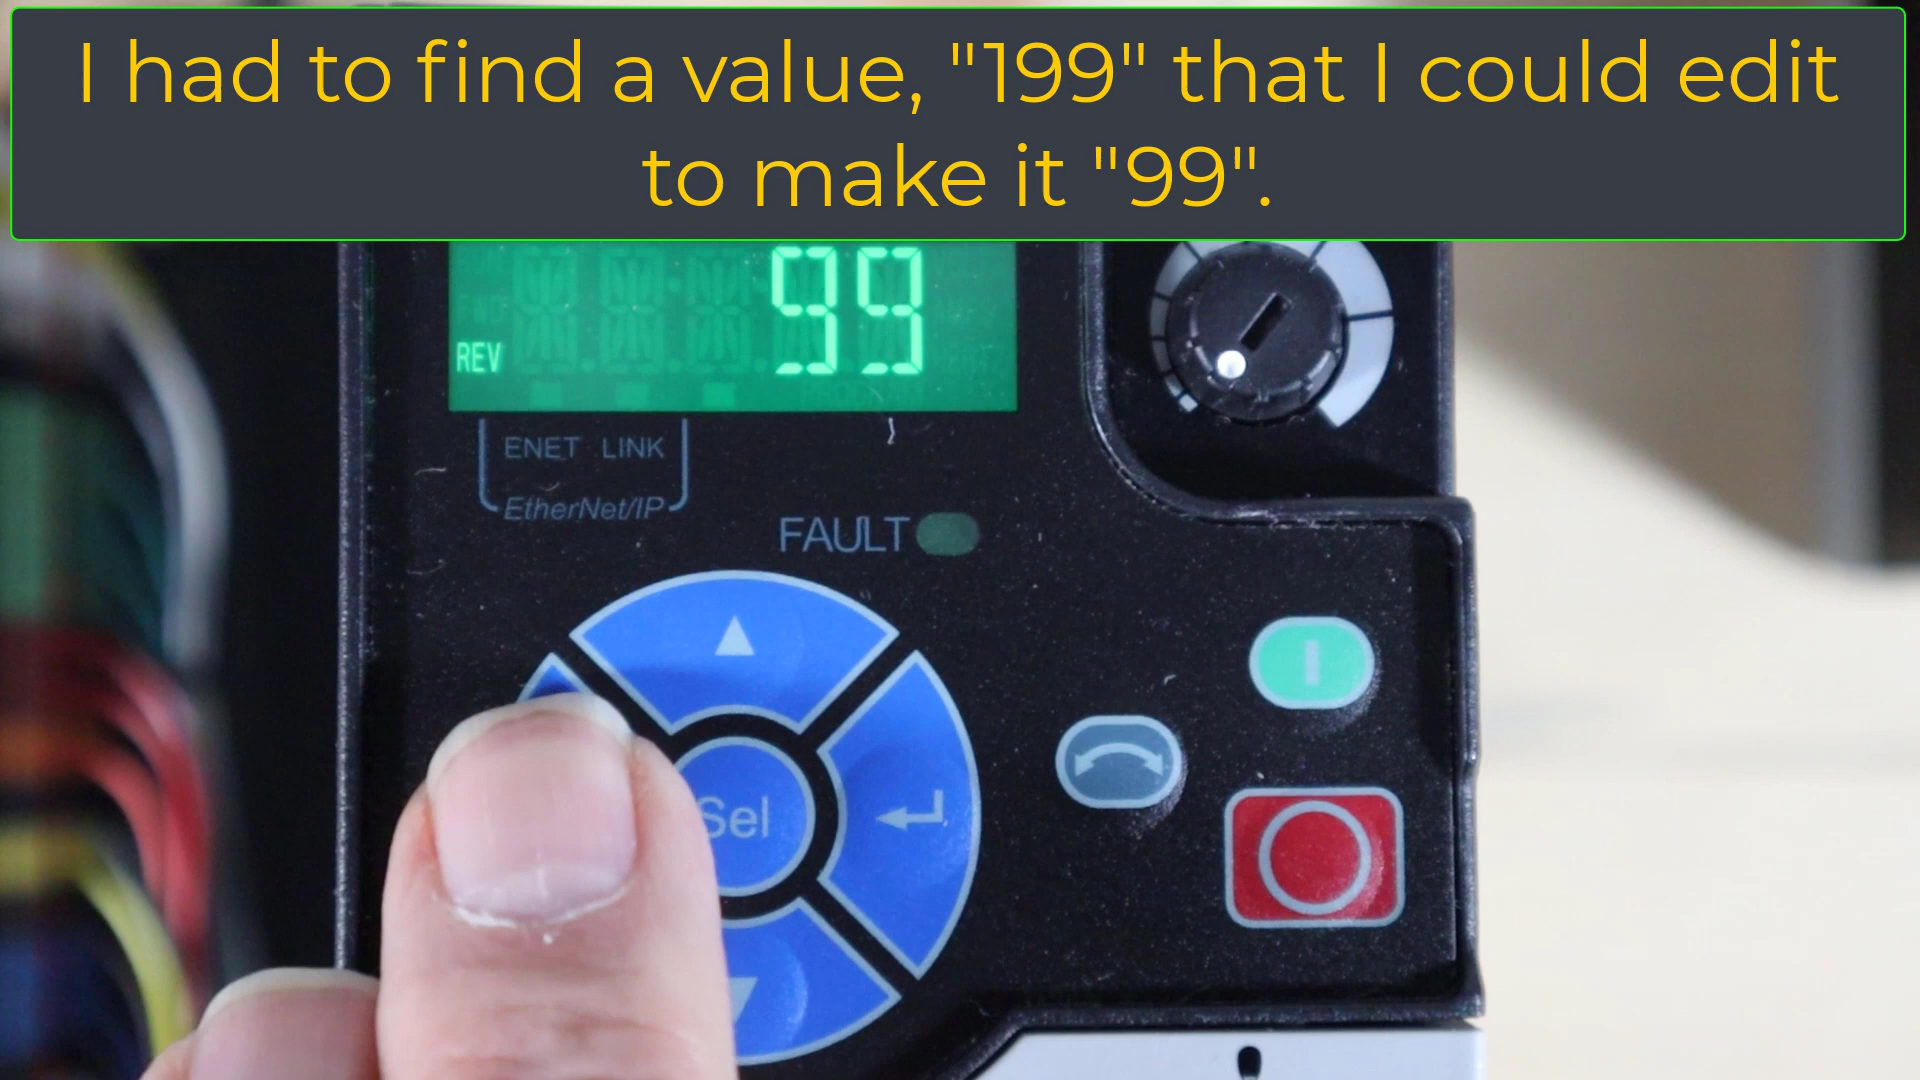 I had to find a value, "199" that I could edit
to make it "99".
99
REV
ENET LINK
EtherNet/IP
FAULT
Sel